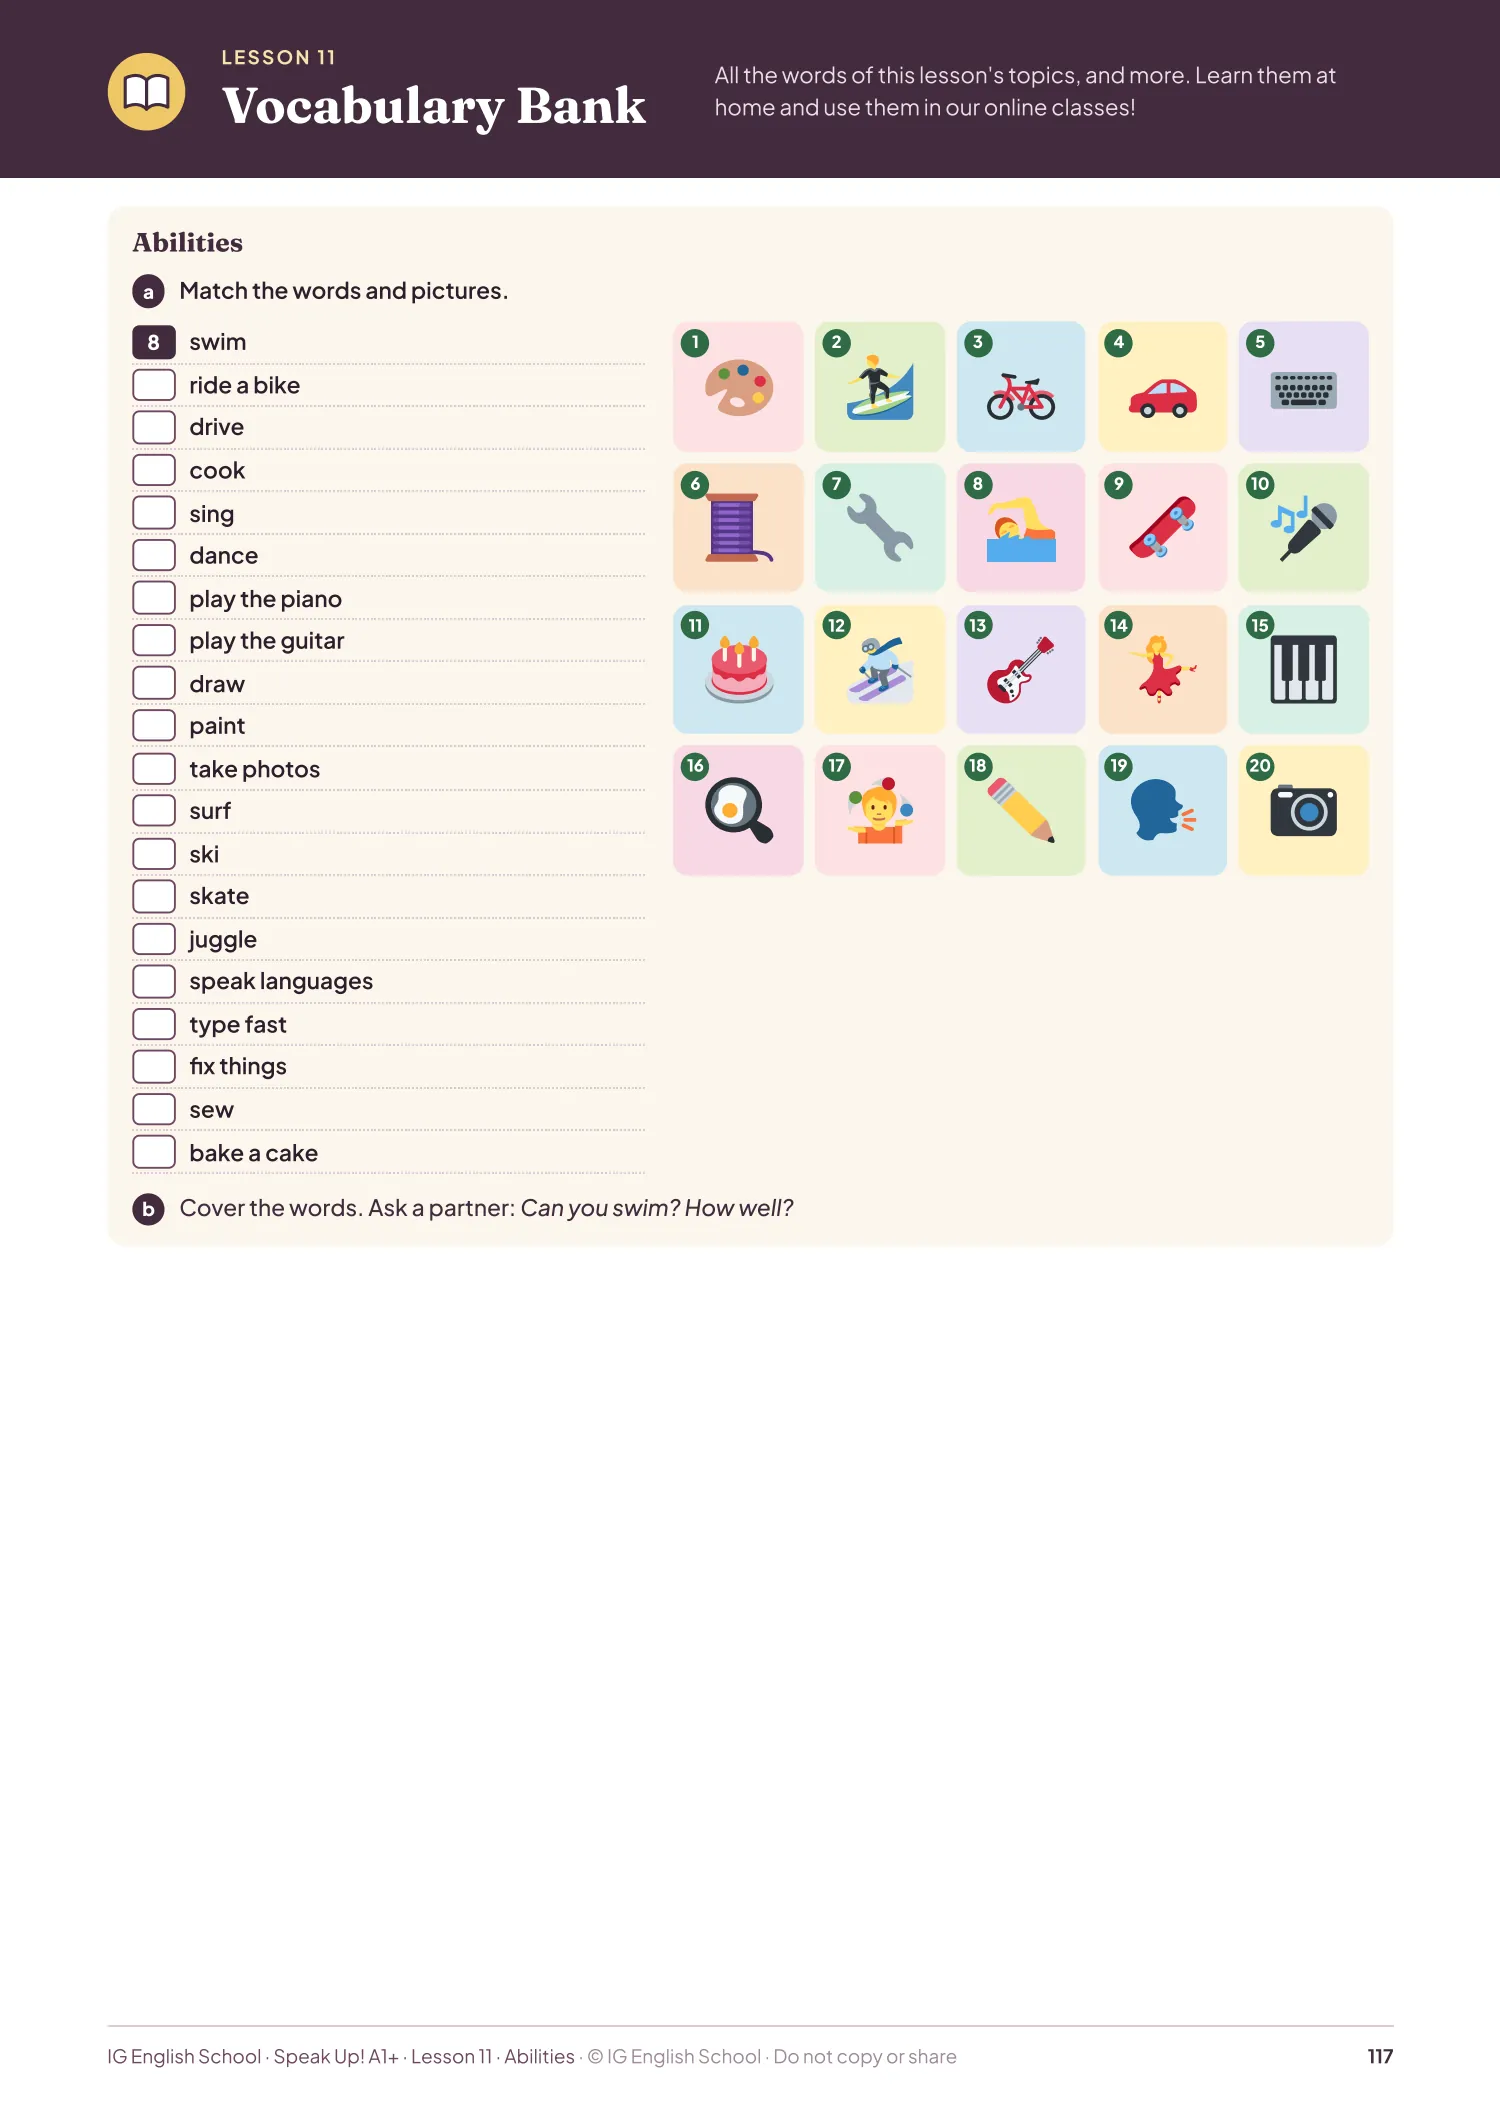 LESSON 11
Vocabulary Bank
All the words of this lesson's topics, and more. Learn them at
home and use them in our online classes!
Abilities
a Match the words and pictures.
8 swim
ride a bike
drive
cook
sing
dance
play the piano
play the guitar
draw
paint
take photos
surf
ski
skate
juggle
speak languages
type fast
fix things
sew
bake a cake
1 2 3 4 5
6 7 8 9 10
11 12 13 14 15
16 17 18 19 20
b Cover the words. Ask a partner: Can you swim? How well?
IG English School · Speak Up! A1+ · Lesson 11 · Abilities · © IG English School · Do not copy or share
117